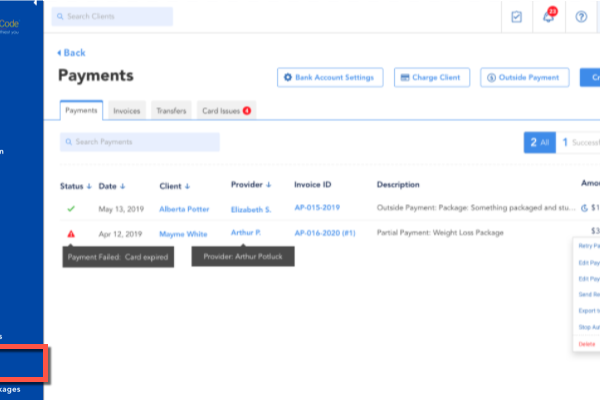 Code
Search Clients
23
Back
Payments
Bank Account Settings
Charge Client
Outside Payment
Payments
Invoices
Transfers
Card Issues 4
Search Payments
2 All
1 Success
Status
Date
Client
Provider
Invoice ID
Description
Amo
May 13, 2019
Alberta Potter
Elizabeth S.
AP-015-2019
Outside Payment: Package: Something packaged and stu...
$1
Apr 12, 2019
Mayme White
Arthur P.
AP-016-2020 (#1)
Partial Payment: Weight Loss Package
$3
Payment Failed: Card expired
Provider: Arthur Potluck
Retry Pa
Edit Pay
Edit Pay
Send Re
Export t
Stop Au
Delete
kages